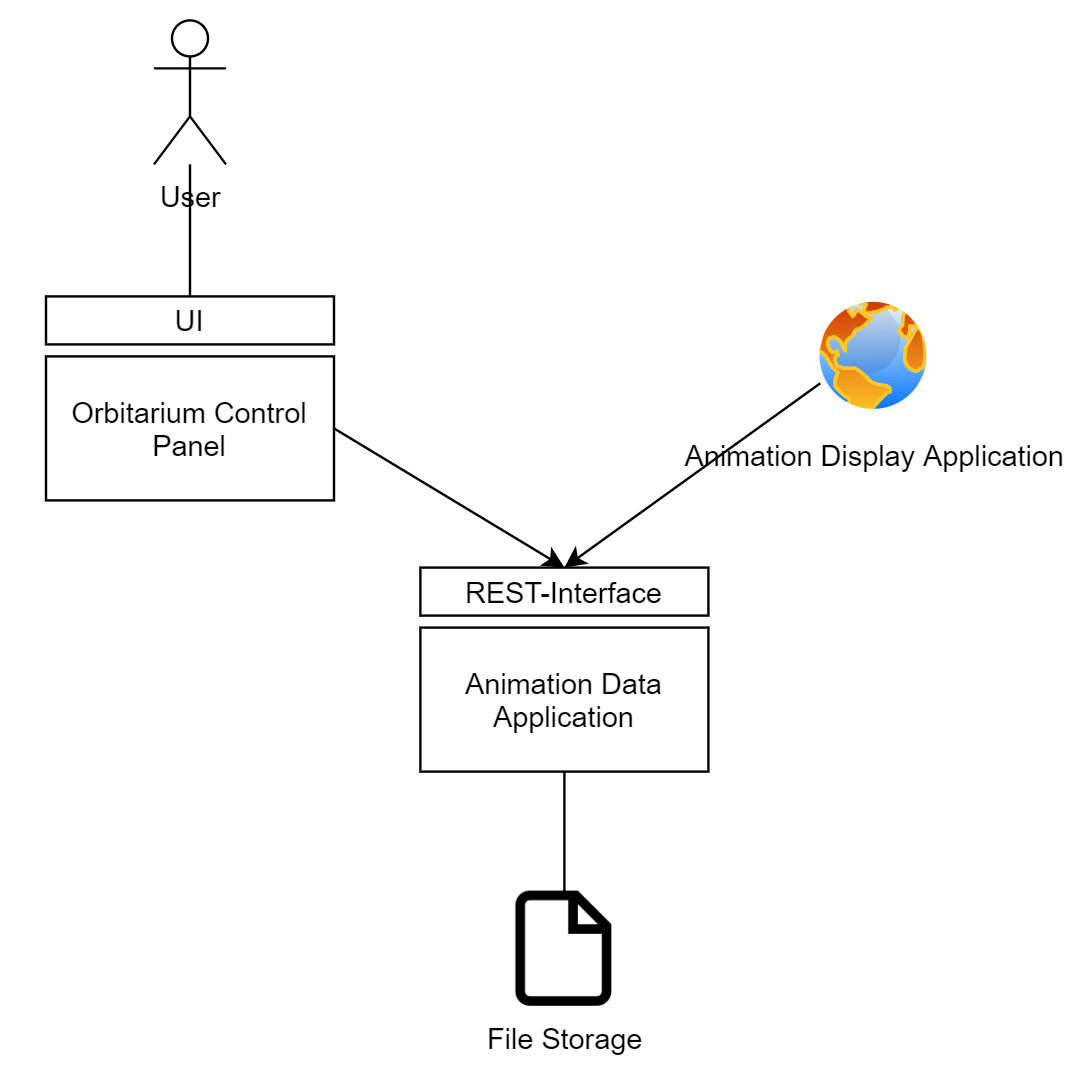 User
UI
Orbitarium Control
Panel
Animation Display Application
REST-Interface
Animation Data
Application
File Storage